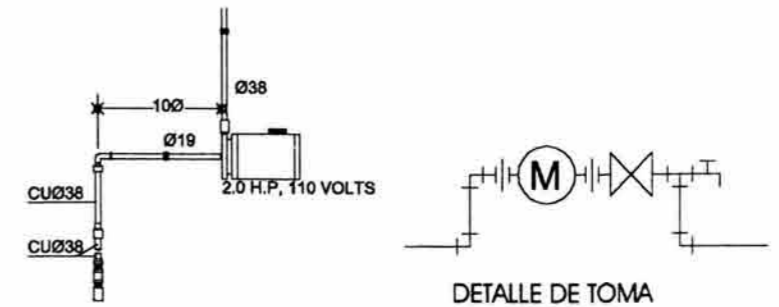 Ø38
10Ø
Ø19
2.0 H.P, 110 VOLTS
CUØ38
CUØ38
M
DETALLE DE TOMA